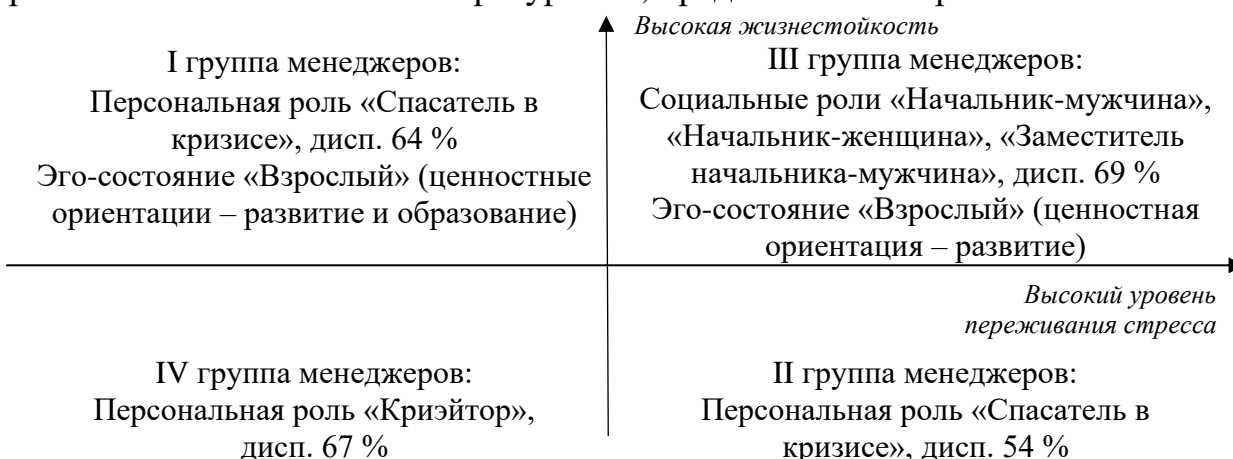 Высокая жизнестойкость
I группа менеджеров:
Персональная роль «Спасатель в
кризисе», дисп. 64 %
Эго-состояние «Взрослый» (ценностные
ориентации – развитие и образование)
III группа менеджеров:
Социальные роли «Начальник-мужчина»,
«Начальник-женщина», «Заместитель
начальника-мужчина», дисп. 69 %
Эго-состояние «Взрослый» (ценностная
ориентация – развитие)
Высокий уровень
переживания стресса
IV группа менеджеров:
Персональная роль «Криэйтор»,
дисп. 67 %
II группа менеджеров:
Персональная роль «Спасатель в
кризисе», дисп. 54 %